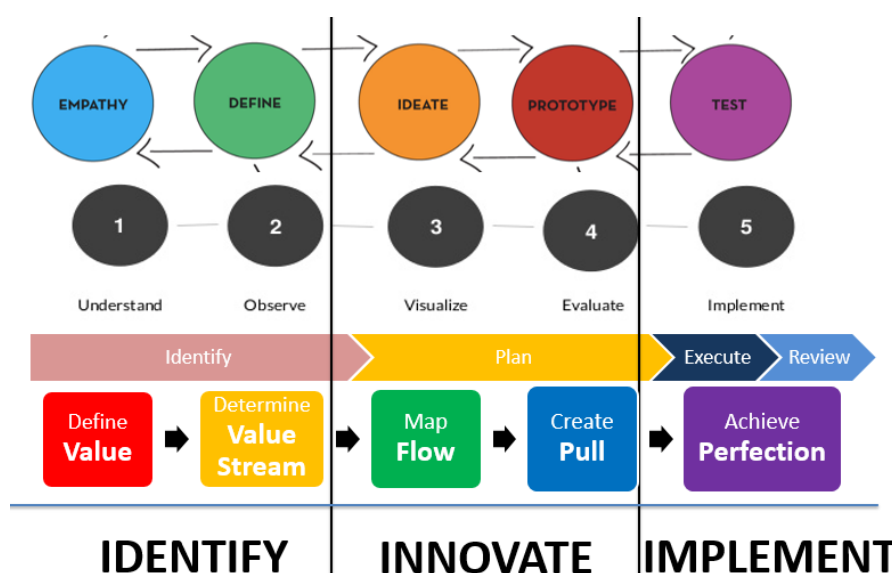 EMPATHY
DEFINE
IDEATE
PROTOTYPE
TEST
1
2
3
4
5
Understand
Observe
Visualize
Evaluate
Implement
Identify
Plan
Execute
Review
Define
Value
Determine
Value
Stream
Map
Flow
Create
Pull
Achieve
Perfection
IDENTIFY
INNOVATE
IMPLEMENT